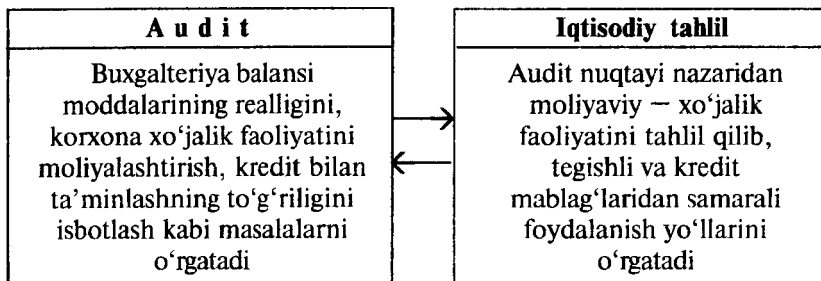 A u d i t
Buxgalteriya balansi
moddalarining realligini,
korxona xo‘jalik faoliyatini
moliyalashtirish, kredit bilan
ta’minlashning to‘g‘riligini
isbotlash kabi masalalarni
o‘rgatadi
Iqtisodiy tahlil
Audit nuqtayi nazaridan
moliyaviy — xo‘jalik
faoliyatini tahlil qilib,
tegishli va kredit
mablag‘laridan samarali
foydalanish yo‘llarini
o‘rgatadi